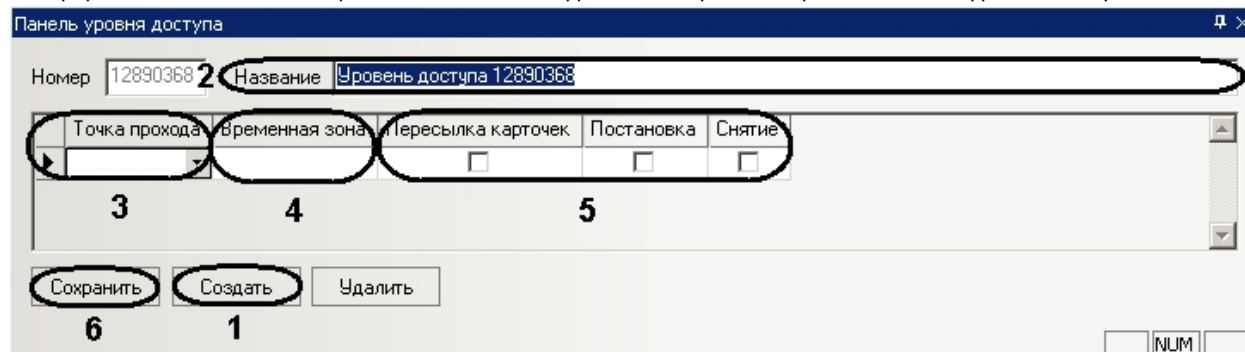 Панель уровня доступа
Номер 12890368 2 Название Уровень доступа 12890368
Точка прохода Временная зона Пересылка карточек Постановка Снятие
3 4 5
Сохранить Создать Удалить
6 1
NUM